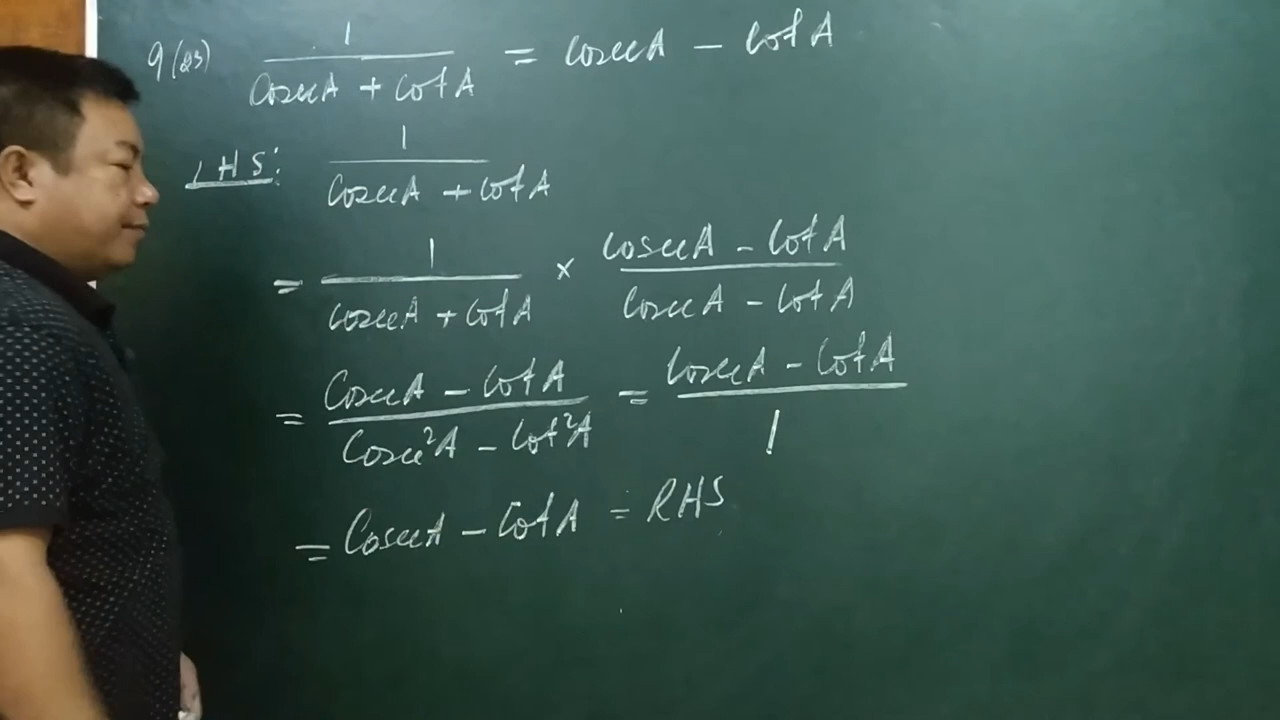 9(23) 1/(CosecA + CotA) = CosecA - CotA
LHS: 1/(CosecA + CotA)
= 1/(CosecA + CotA) × (CosecA - CotA)/(CosecA - CotA)
= (CosecA - CotA)/(Cosec²A - Cot²A) = (CosecA - CotA)/1
= CosecA - CotA = RHS